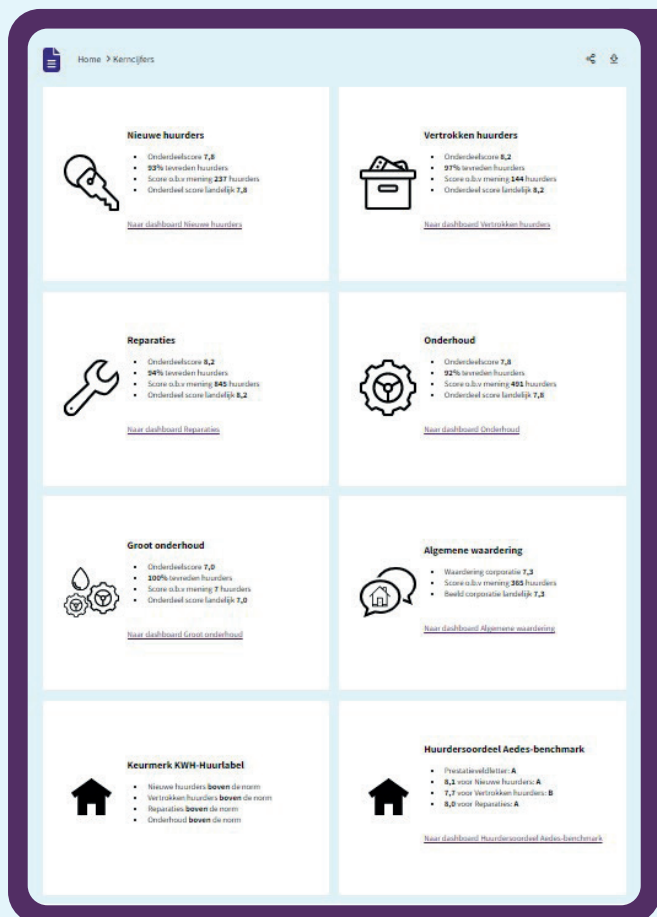 Home > Kerncijfers
Nieuwe huurders
• Onderdeelscore 7,8
• 93% tevreden huurders
• Score o.b.v mening 237 huurders
• Onderdeel score landelijk 7,8
Naar dashboard Nieuwe huurders
Vertrokken huurders
• Onderdeelscore 8,2
• 97% tevreden huurders
• Score o.b.v mening 144 huurders
• Onderdeel score landelijk 8,2
Naar dashboard Vertrokken huurders
Reparaties
• Onderdeelscore 8,2
• 94% tevreden huurders
• Score o.b.v mening 845 huurders
• Onderdeel score landelijk 8,2
Naar dashboard Reparaties
Onderhoud
• Onderdeelscore 7,8
• 92% tevreden huurders
• Score o.b.v mening 491 huurders
• Onderdeel score landelijk 7,8
Naar dashboard Onderhoud
Groot onderhoud
• Onderdeelscore 7,0
• 100% tevreden huurders
• Score o.b.v mening 7 huurders
• Onderdeel score landelijk 7,0
Naar dashboard Groot onderhoud
Algemene waardering
• Waardering corporatie 7,3
• Score o.b.v mening 365 huurders
• Beeld corporatie landelijk 7,3
Naar dashboard Algemene waardering
Keurmerk KWH-Huurlabel
• Nieuwe huurders boven de norm
• Vertrokken huurders boven de norm
• Reparaties boven de norm
• Onderhoud boven de norm
Huurdersoordeel Aedes-benchmark
• Prestatieveldletter: A
• 8,1 voor Nieuwe huurders: A
• 7,7 voor Vertrokken huurders: B
• 8,0 voor Reparaties: A
Naar dashboard Huurdersoordeel Aedes-benchmark